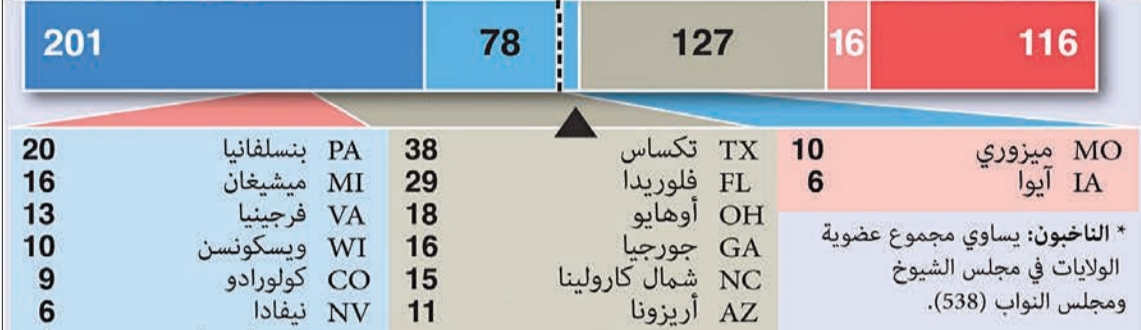 201 78 127 16 116
PA بنسلفانيا 20
MI ميشيغان 16
VA فرجينيا 13
WI ويسكونسن 10
CO كولورادو 9
NV نيفادا 6
TX تكساس 38
FL فلوريدا 29
OH أوهايو 18
GA جورجيا 16
NC شمال كارولينا 15
AZ أريزونا 11
MO ميزوري 10
IA آيوا 6
* الناخبون: يساوي مجموع عضوية
الولايات في مجلس الشيوخ
ومجلس النواب (538).